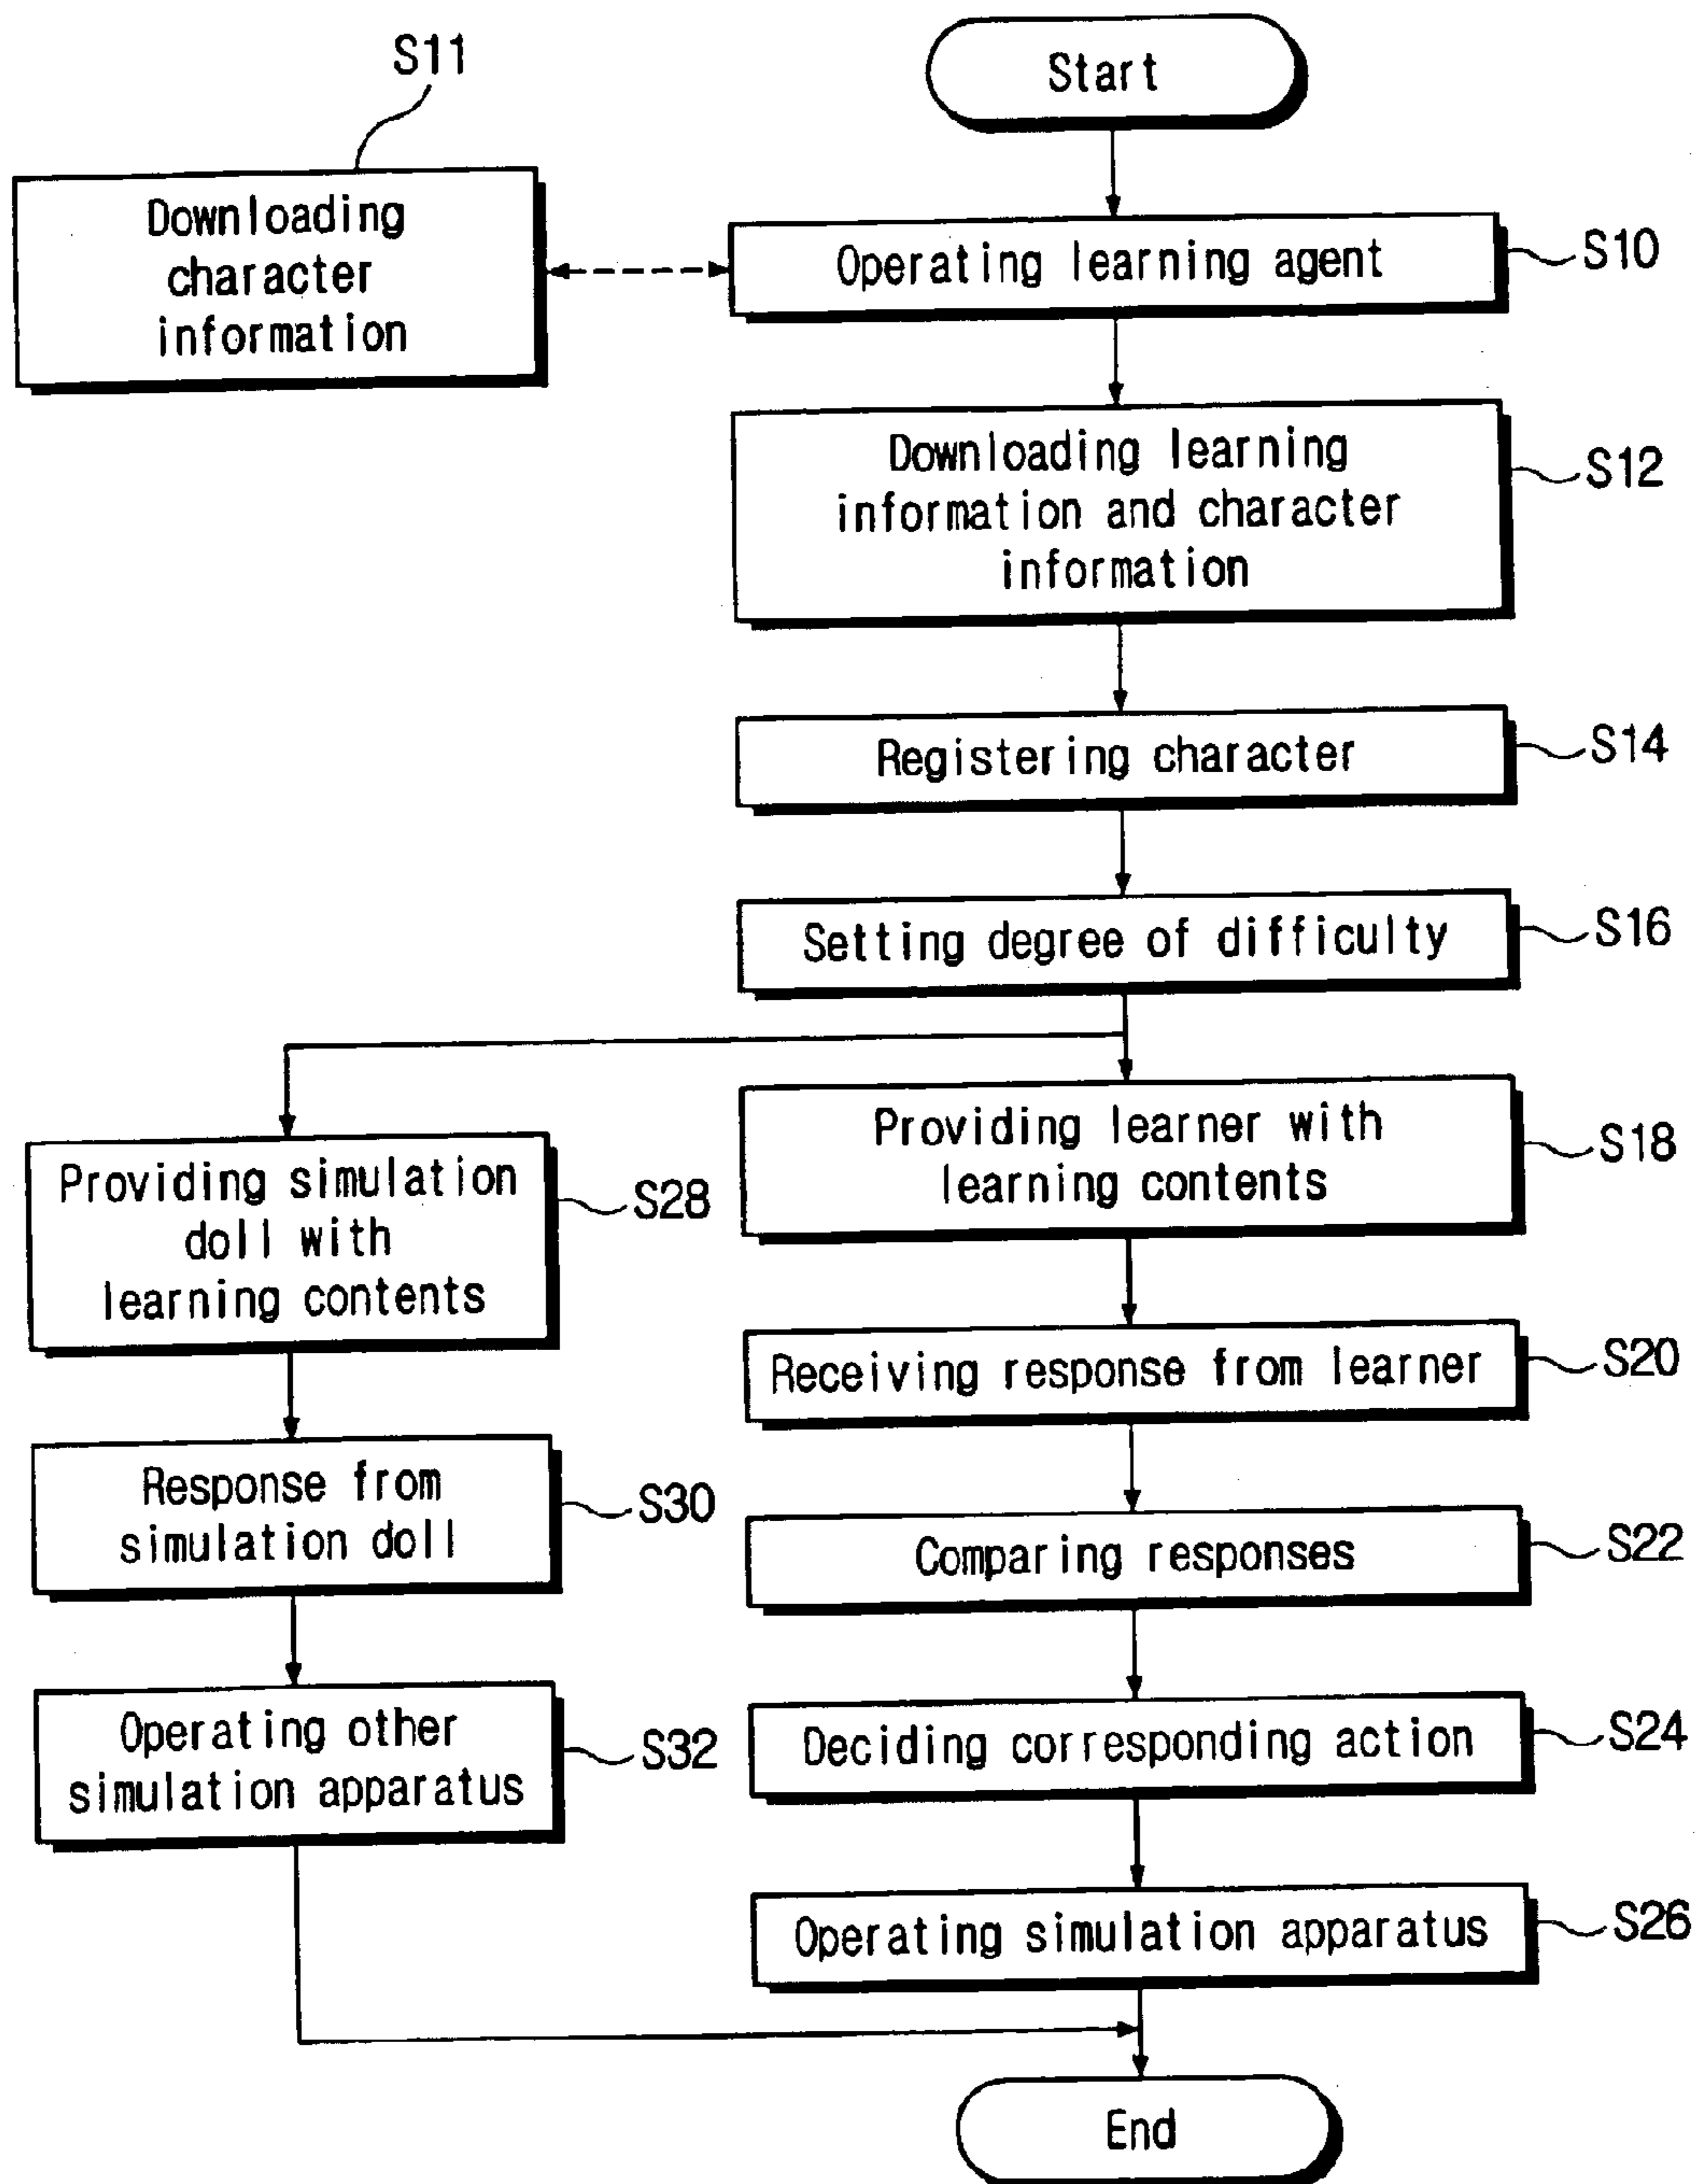 Start
S11
Downloading
character
information
Operating learning agent
S10
Downloading learning
information and character
information
S12
Registering character
S14
Setting degree of difficulty
S16
Providing learner with
learning contents
S18
Providing simulation
doll with
learning contents
S28
Receiving response from learner
S20
Response from
simulation doll
S30
Comparing responses
S22
Operating other
simulation apparatus
S32
Deciding corresponding action
S24
Operating simulation apparatus
S26
End